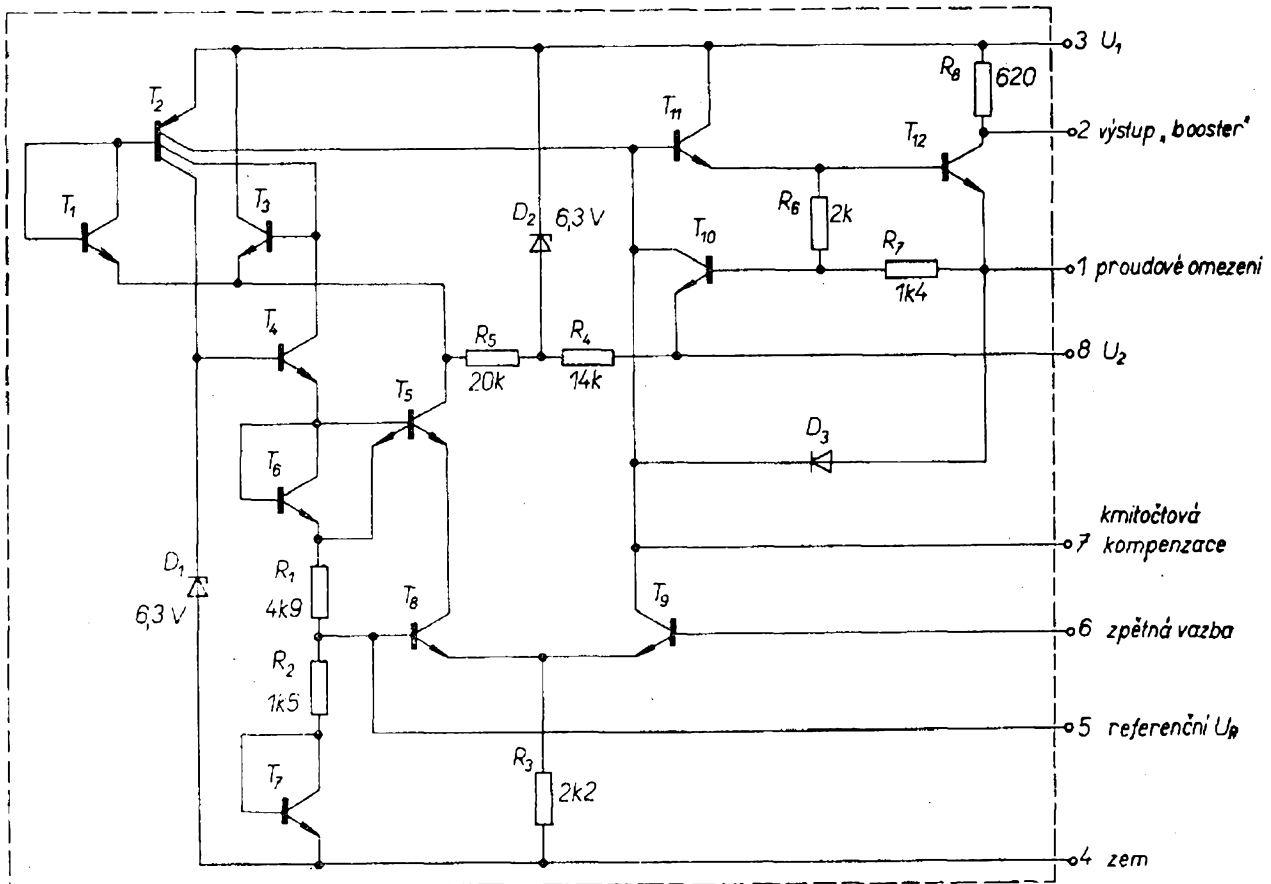 3 U₁
R₈
620
T₂
T₁₁
2 výstup „booster"
T₁₂
T₁
T₃
D₂
6,3 V
R₆
2k
T₁₀
R₇
1k4
1 proudové omezení
T₄
R₅
20k
R₄
14k
8 U₂
T₅
D₃
T₆
kmitočtová
7 kompenzace
D₁
6,3 V
R₁
4k9
T₈
T₉
6 zpětná vazba
R₂
1k5
5 referenční U_R
T₇
R₃
2k2
4 zem